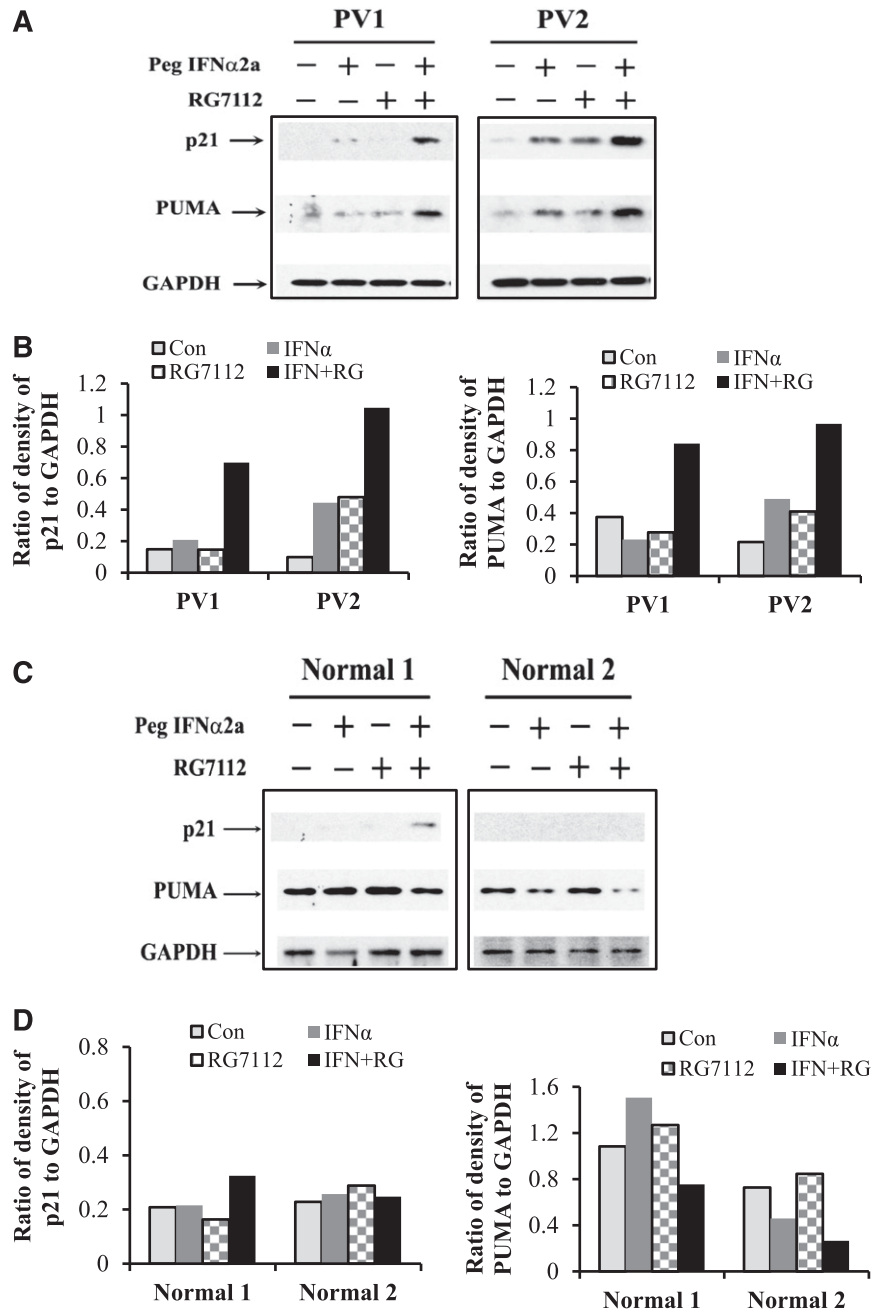 A
PV1 PV2
Peg IFNα2a − + − + − + − +
RG7112 − − + + − − + +
p21
PUMA
GAPDH
B
Con IFNα
RG7112 IFN+RG
Ratio of density of
p21 to GAPDH
1.2
1
0.8
0.6
0.4
0.2
0
PV1 PV2
Con IFNα
RG7112 IFN+RG
Ratio of density of
PUMA to GAPDH
1.2
1
0.8
0.6
0.4
0.2
0
PV1 PV2
C
Normal 1 Normal 2
Peg IFNα2a − + − + − + − +
RG7112 − − + + − − + +
p21
PUMA
GAPDH
D
Con IFNα
RG7112 IFN+RG
Ratio of density of
p21 to GAPDH
0.8
0.6
0.4
0.2
0
Normal 1 Normal 2
Con IFNα
RG7112 IFN+RG
Ratio of density of
PUMA to GAPDH
1.6
1.2
0.8
0.4
0
Normal 1 Normal 2